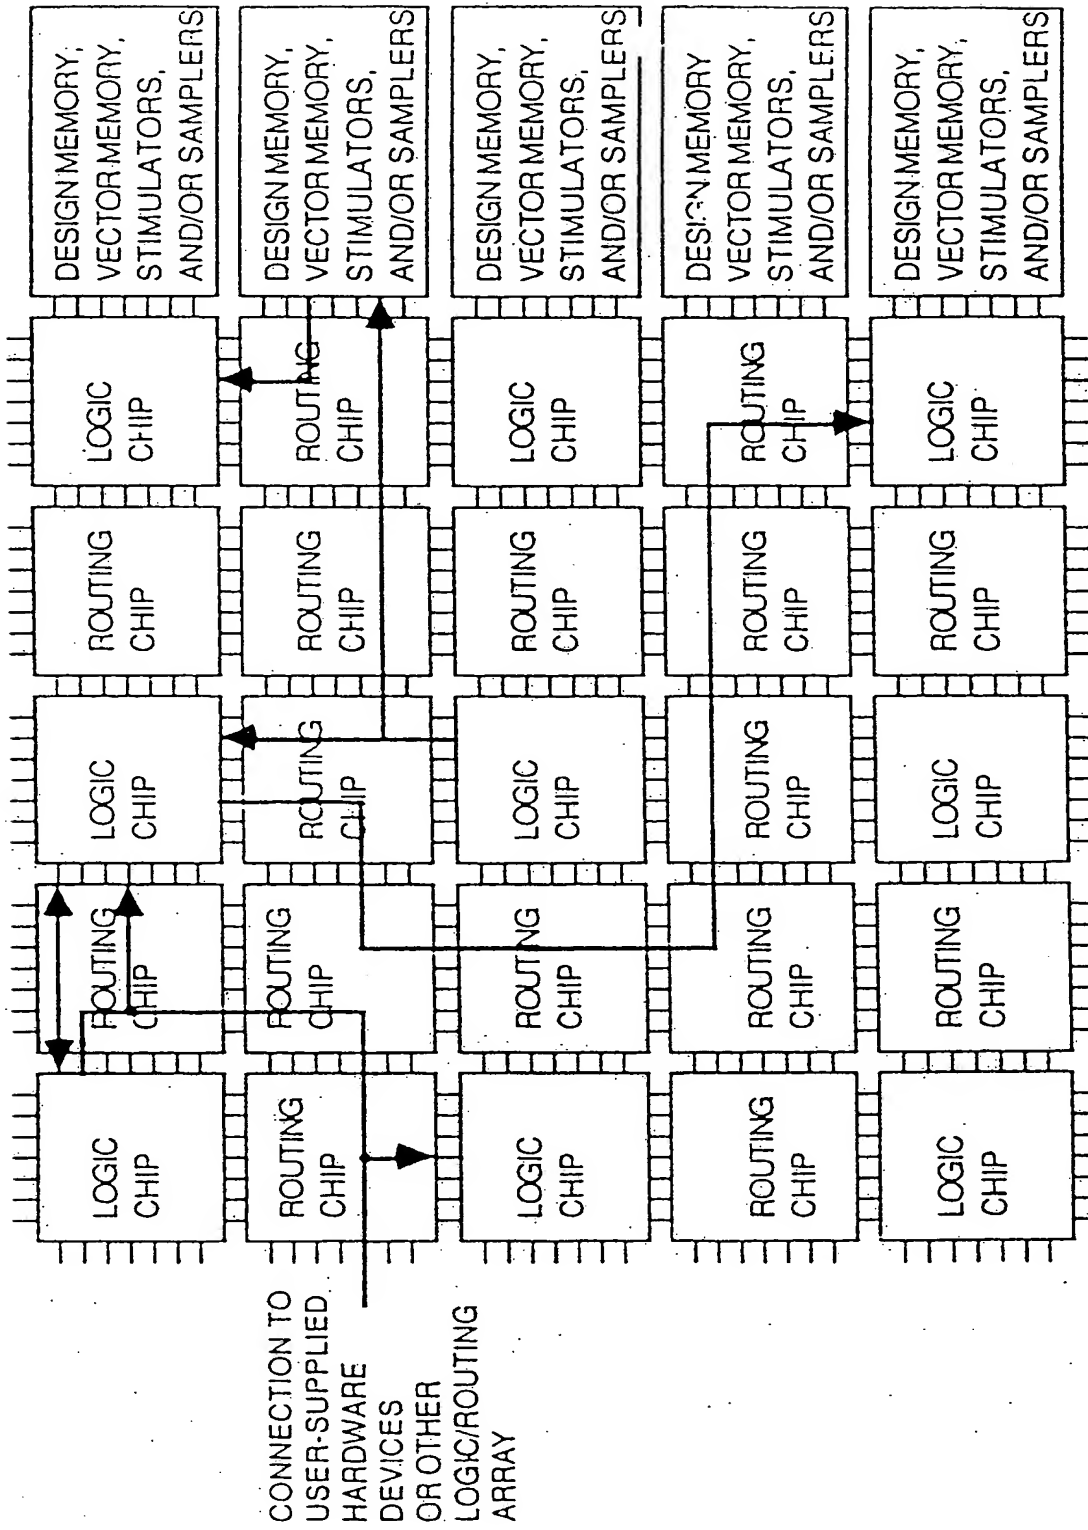 LOGIC
CHIP
ROUTING
CHIP
LOGIC
CHIP
ROUTING
CHIP
LOGIC
CHIP
DESIGN MEMORY,
VECTOR MEMORY,
STIMULATORS,
AND/OR SAMPLERS
CONNECTION TO
USER-SUPPLIED
HARDWARE
DEVICES
OR OTHER
LOGIC/ROUTING
ARRAY
ROUTING
CHIP
ROUTING
CHIP
ROUTING
CHIP
ROUTING
CHIP
ROUTING
CHIP
DESIGN MEMORY,
VECTOR MEMORY,
STIMULATORS,
AND/OR SAMPLERS
LOGIC
CHIP
ROUTING
CHIP
LOGIC
CHIP
ROUTING
CHIP
LOGIC
CHIP
DESIGN MEMORY,
VECTOR MEMORY,
STIMULATORS,
AND/OR SAMPLERS
ROUTING
CHIP
ROUTING
CHIP
ROUTING
CHIP
ROUTING
CHIP
ROUTING
CHIP
DESIGN MEMORY
VECTOR MEMORY,
STIMULATORS,
AND/OR SAMPLERS
LOGIC
CHIP
ROUTING
CHIP
LOGIC
CHIP
ROUTING
CHIP
LOGIC
CHIP
DESIGN MEMORY,
VECTOR MEMORY,
STIMULATORS,
AND/OR SAMPLERS